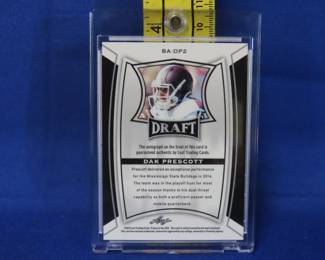 BA-DP2
DRAFT
The autograph on the front of this card is
guaranteed authentic by Leaf Trading Cards.
DAK PRESCOTT
Prescott delivered an exceptional performance
for the Mississippi State Bulldogs in 2014.
The team was in the playoff hunt for most
of the season thanks to his dual-threat
capability as both a proficient passer and
mobile quarterback.
Leaf